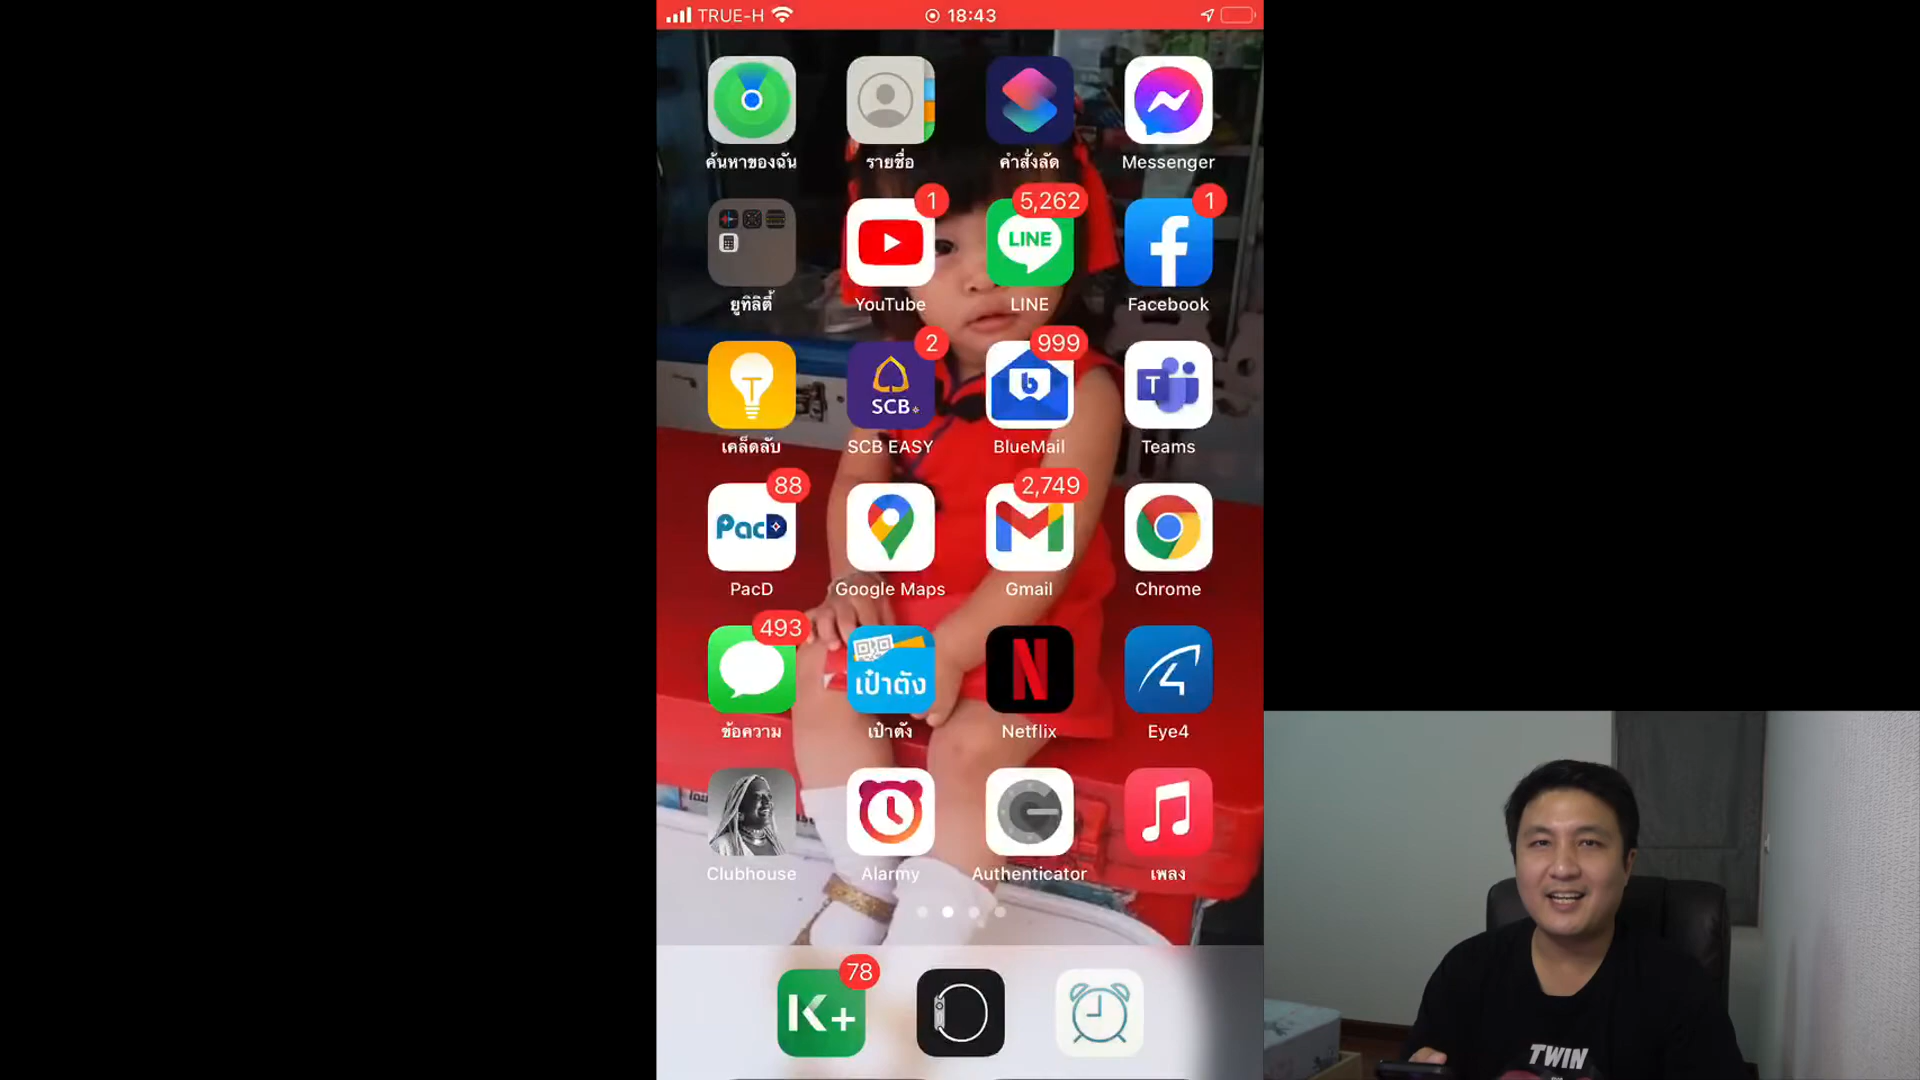 TRUE-H 18:43
ค้นหาของฉัน รายชื่อ คำสั่งลัด Messenger
1 5,262 1
LINE
ยูทิลิตี้ YouTube LINE Facebook
2 999
T SCB b T
เคล็ดลับ SCB EASY BlueMail Teams
88 2,749
PacD
PacD Google Maps Gmail Chrome
493
เป๋าตัง N 4
ข้อความ เป๋าตัง Netflix Eye4
Clubhouse Alarmy Authenticator เพลง
78
K+
TWIN